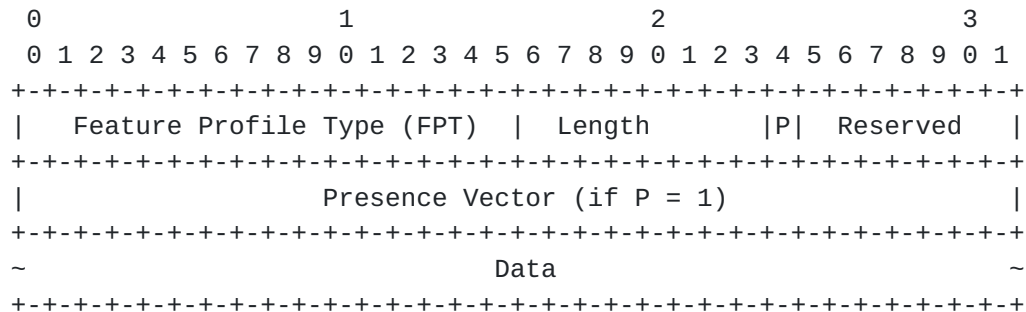 0                   1                   2                   3
 0 1 2 3 4 5 6 7 8 9 0 1 2 3 4 5 6 7 8 9 0 1 2 3 4 5 6 7 8 9 0 1
+-+-+-+-+-+-+-+-+-+-+-+-+-+-+-+-+-+-+-+-+-+-+-+-+-+-+-+-+-+-+-+-+
|   Feature Profile Type (FPT)  |  Length       |P|  Reserved   |
+-+-+-+-+-+-+-+-+-+-+-+-+-+-+-+-+-+-+-+-+-+-+-+-+-+-+-+-+-+-+-+-+
|                   Presence Vector (if P = 1)                  |
+-+-+-+-+-+-+-+-+-+-+-+-+-+-+-+-+-+-+-+-+-+-+-+-+-+-+-+-+-+-+-+-+
~                              Data                             ~
+-+-+-+-+-+-+-+-+-+-+-+-+-+-+-+-+-+-+-+-+-+-+-+-+-+-+-+-+-+-+-+-+